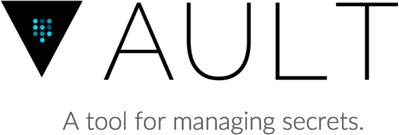 VAULT
A tool for managing secrets.